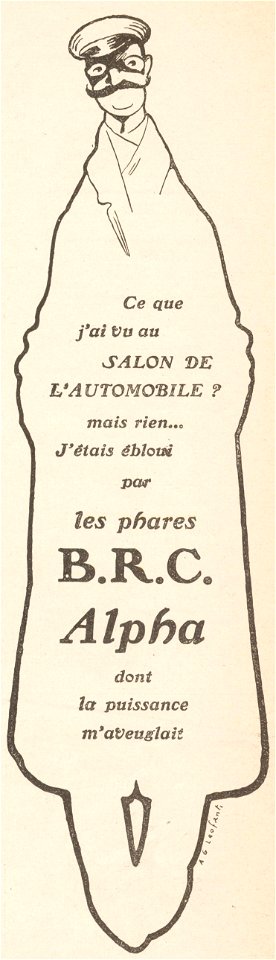 Ce que
j'ai vu au
SALON DE
L'AUTOMOBILE ?
mais rien...
J'étais ébloui
par
les phares
B.R.C.
Alpha
dont
la puissance
m'aveuglait